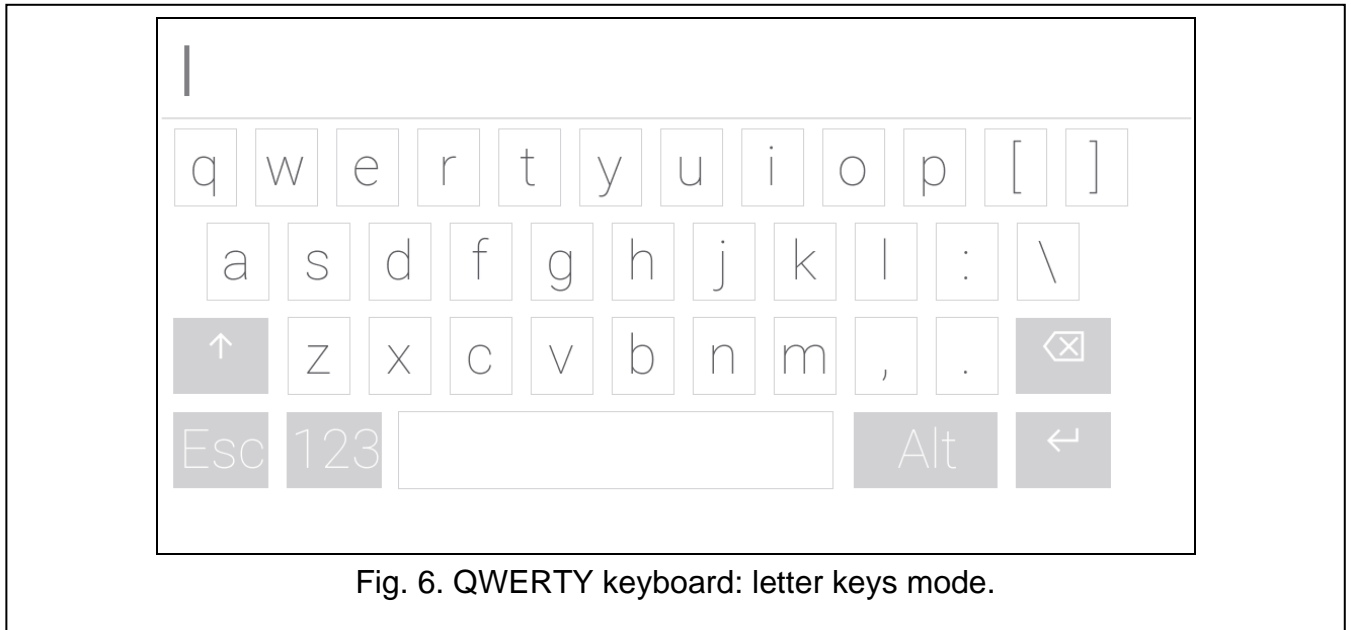 q w e r t y u i o p [ ]
a s d f g h j k l : \
↑ z x c v b n m , . ⌫
Esc 123 Alt ↵
Fig. 6. QWERTY keyboard: letter keys mode.